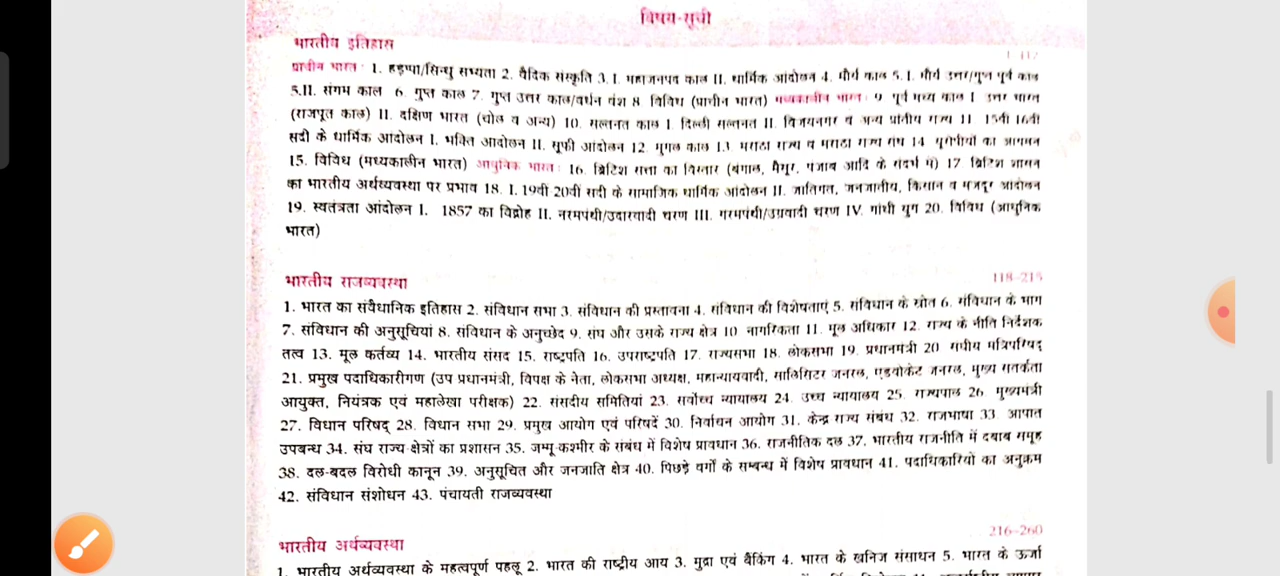 विषय-सूची
भारतीय इतिहास
1-117
प्राचीन भारत: 1. हड़प्पा/सिन्धु सभ्यता 2. वैदिक संस्कृति 3.I. महाजनपद काल II. धार्मिक आंदोलन 4. मौर्य काल 5.I. मौर्य उत्तर/गुप्त पूर्व काल
5.II. संगम काल 6. गुप्त काल 7. गुप्त उत्तर काल/वर्धन वंश 8. विविध (प्राचीन भारत) मध्यकालीन भारत: 9. पूर्व मध्य काल I. उत्तर भारत
(राजपूत काल) II. दक्षिण भारत (चोल व अन्य) 10. सल्तनत काल I. दिल्ली सल्तनत II. विजयनगर व अन्य प्रांतीय राज्य 11. 15वीं 16वीं
सदी के धार्मिक आंदोलन I. भक्ति आंदोलन II. सूफी आंदोलन 12. मुगल काल 13. मराठा राज्य व मराठा राज्य संघ 14. यूरोपीयों का आगमन
15. विविध (मध्यकालीन भारत) आधुनिक भारत: 16. ब्रिटिश सत्ता का विस्तार (बंगाल, मैसूर, पंजाब आदि के संदर्भ में) 17. ब्रिटिश शासन
का भारतीय अर्थव्यवस्था पर प्रभाव 18. I. 19वीं 20वीं सदी के सामाजिक धार्मिक आंदोलन II. जातिगत, जनजातीय, किसान व मजदूर आंदोलन
19. स्वतंत्रता आंदोलन I. 1857 का विद्रोह II. नरमपंथी/उदारवादी चरण III. गरमपंथी/उग्रवादी चरण IV. गांधी युग 20. विविध (आधुनिक
भारत)
भारतीय राजव्यवस्था
118-215
1. भारत का संवैधानिक इतिहास 2. संविधान सभा 3. संविधान की प्रस्तावना 4. संविधान की विशेषताएं 5. संविधान के स्रोत 6. संविधान के भाग
7. संविधान की अनुसूचियां 8. संविधान के अनुच्छेद 9. संघ और उसके राज्य क्षेत्र 10. नागरिकता 11. मूल अधिकार 12. राज्य के नीति निर्देशक
तत्व 13. मूल कर्तव्य 14. भारतीय संसद 15. राष्ट्रपति 16. उपराष्ट्रपति 17. राज्यसभा 18. लोकसभा 19. प्रधानमंत्री 20. संघीय मंत्रिपरिषद्
21. प्रमुख पदाधिकारीगण (उप प्रधानमंत्री, विपक्ष के नेता, लोकसभा अध्यक्ष, महान्यायवादी, सालिसिटर जनरल, एडवोकेट जनरल, मुख्य सतर्कता
आयुक्त, नियंत्रक एवं महालेखा परीक्षक) 22. संसदीय समितियां 23. सर्वोच्च न्यायालय 24. उच्च न्यायालय 25. राज्यपाल 26. मुख्यमंत्री
27. विधान परिषद् 28. विधान सभा 29. प्रमुख आयोग एवं परिषदें 30. निर्वाचन आयोग 31. केन्द्र राज्य संबंध 32. राजभाषा 33. आपात
उपबन्ध 34. संघ राज्य क्षेत्रों का प्रशासन 35. जम्मू-कश्मीर के संबंध में विशेष प्रावधान 36. राजनीतिक दल 37. भारतीय राजनीति में दबाब समूह
38. दल-बदल विरोधी कानून 39. अनुसूचित और जनजाति क्षेत्र 40. पिछड़े वर्गों के सम्बन्ध में विशेष प्रावधान 41. पदाधिकारियों का अनुक्रम
42. संविधान संशोधन 43. पंचायती राजव्यवस्था
भारतीय अर्थव्यवस्था
216-260
1. भारतीय अर्थव्यवस्था के महत्वपूर्ण पहलू 2. भारत की राष्ट्रीय आय 3. मुद्रा एवं बैंकिंग 4. भारत के खनिज संसाधन 5. भारत के ऊर्जा